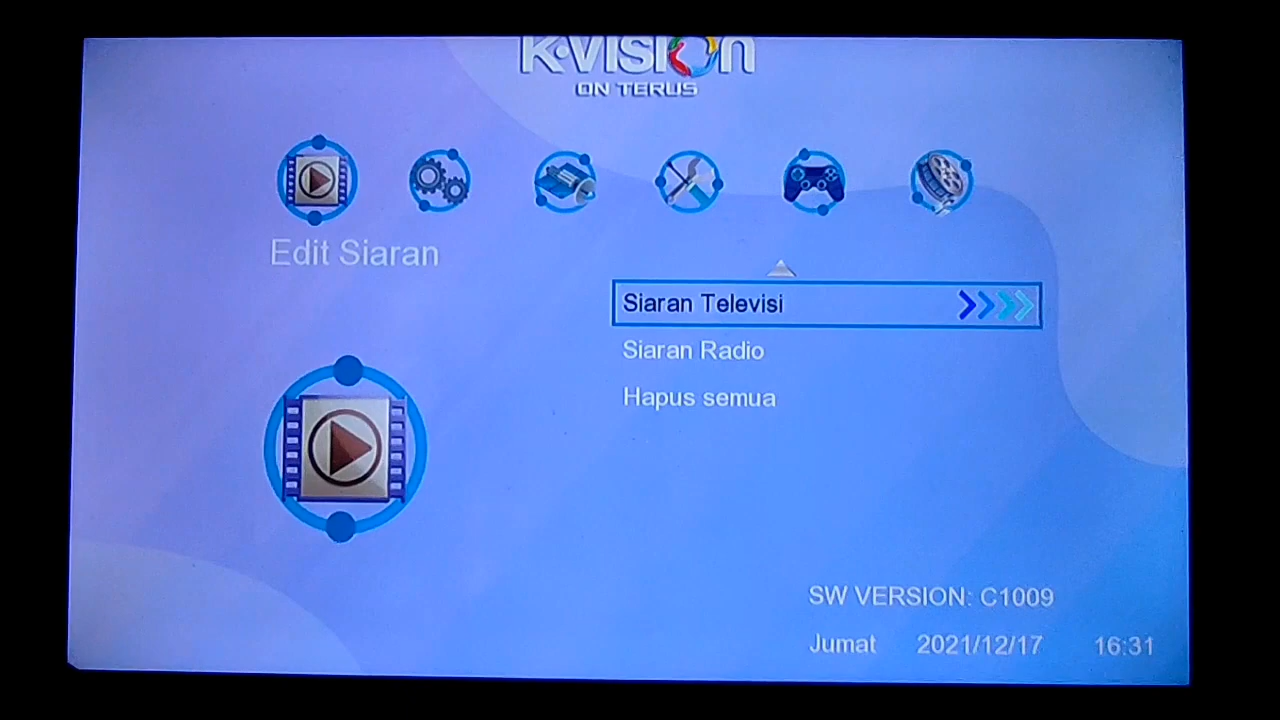 K-VISION
ON TERUS
Edit Siaran
Siaran Televisi
Siaran Radio
Hapus semua
SW VERSION: C1009
Jumat 2021/12/17 16:31